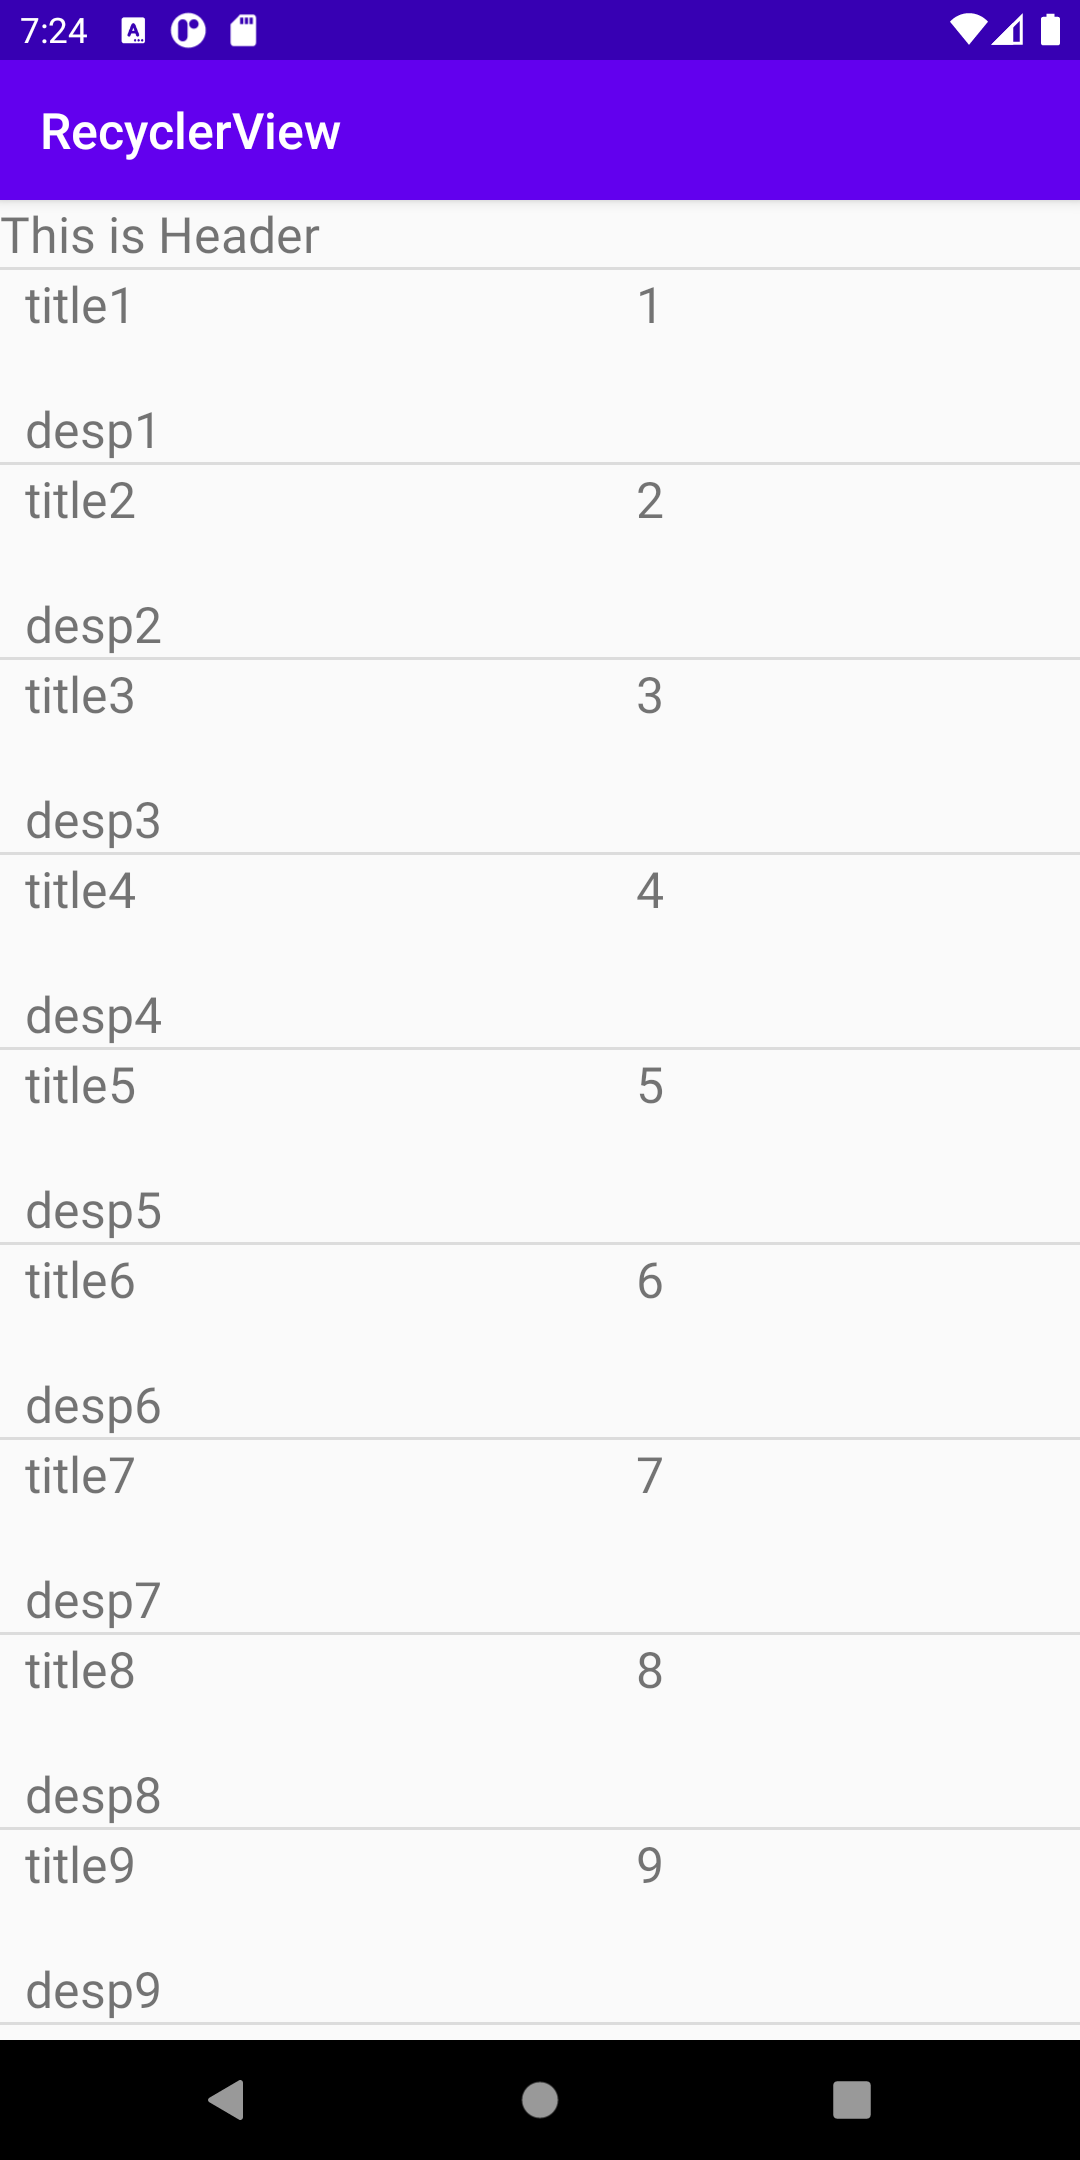 7:24
RecyclerView
This is Header
title1 1
desp1
title2 2
desp2
title3 3
desp3
title4 4
desp4
title5 5
desp5
title6 6
desp6
title7 7
desp7
title8 8
desp8
title9 9
desp9